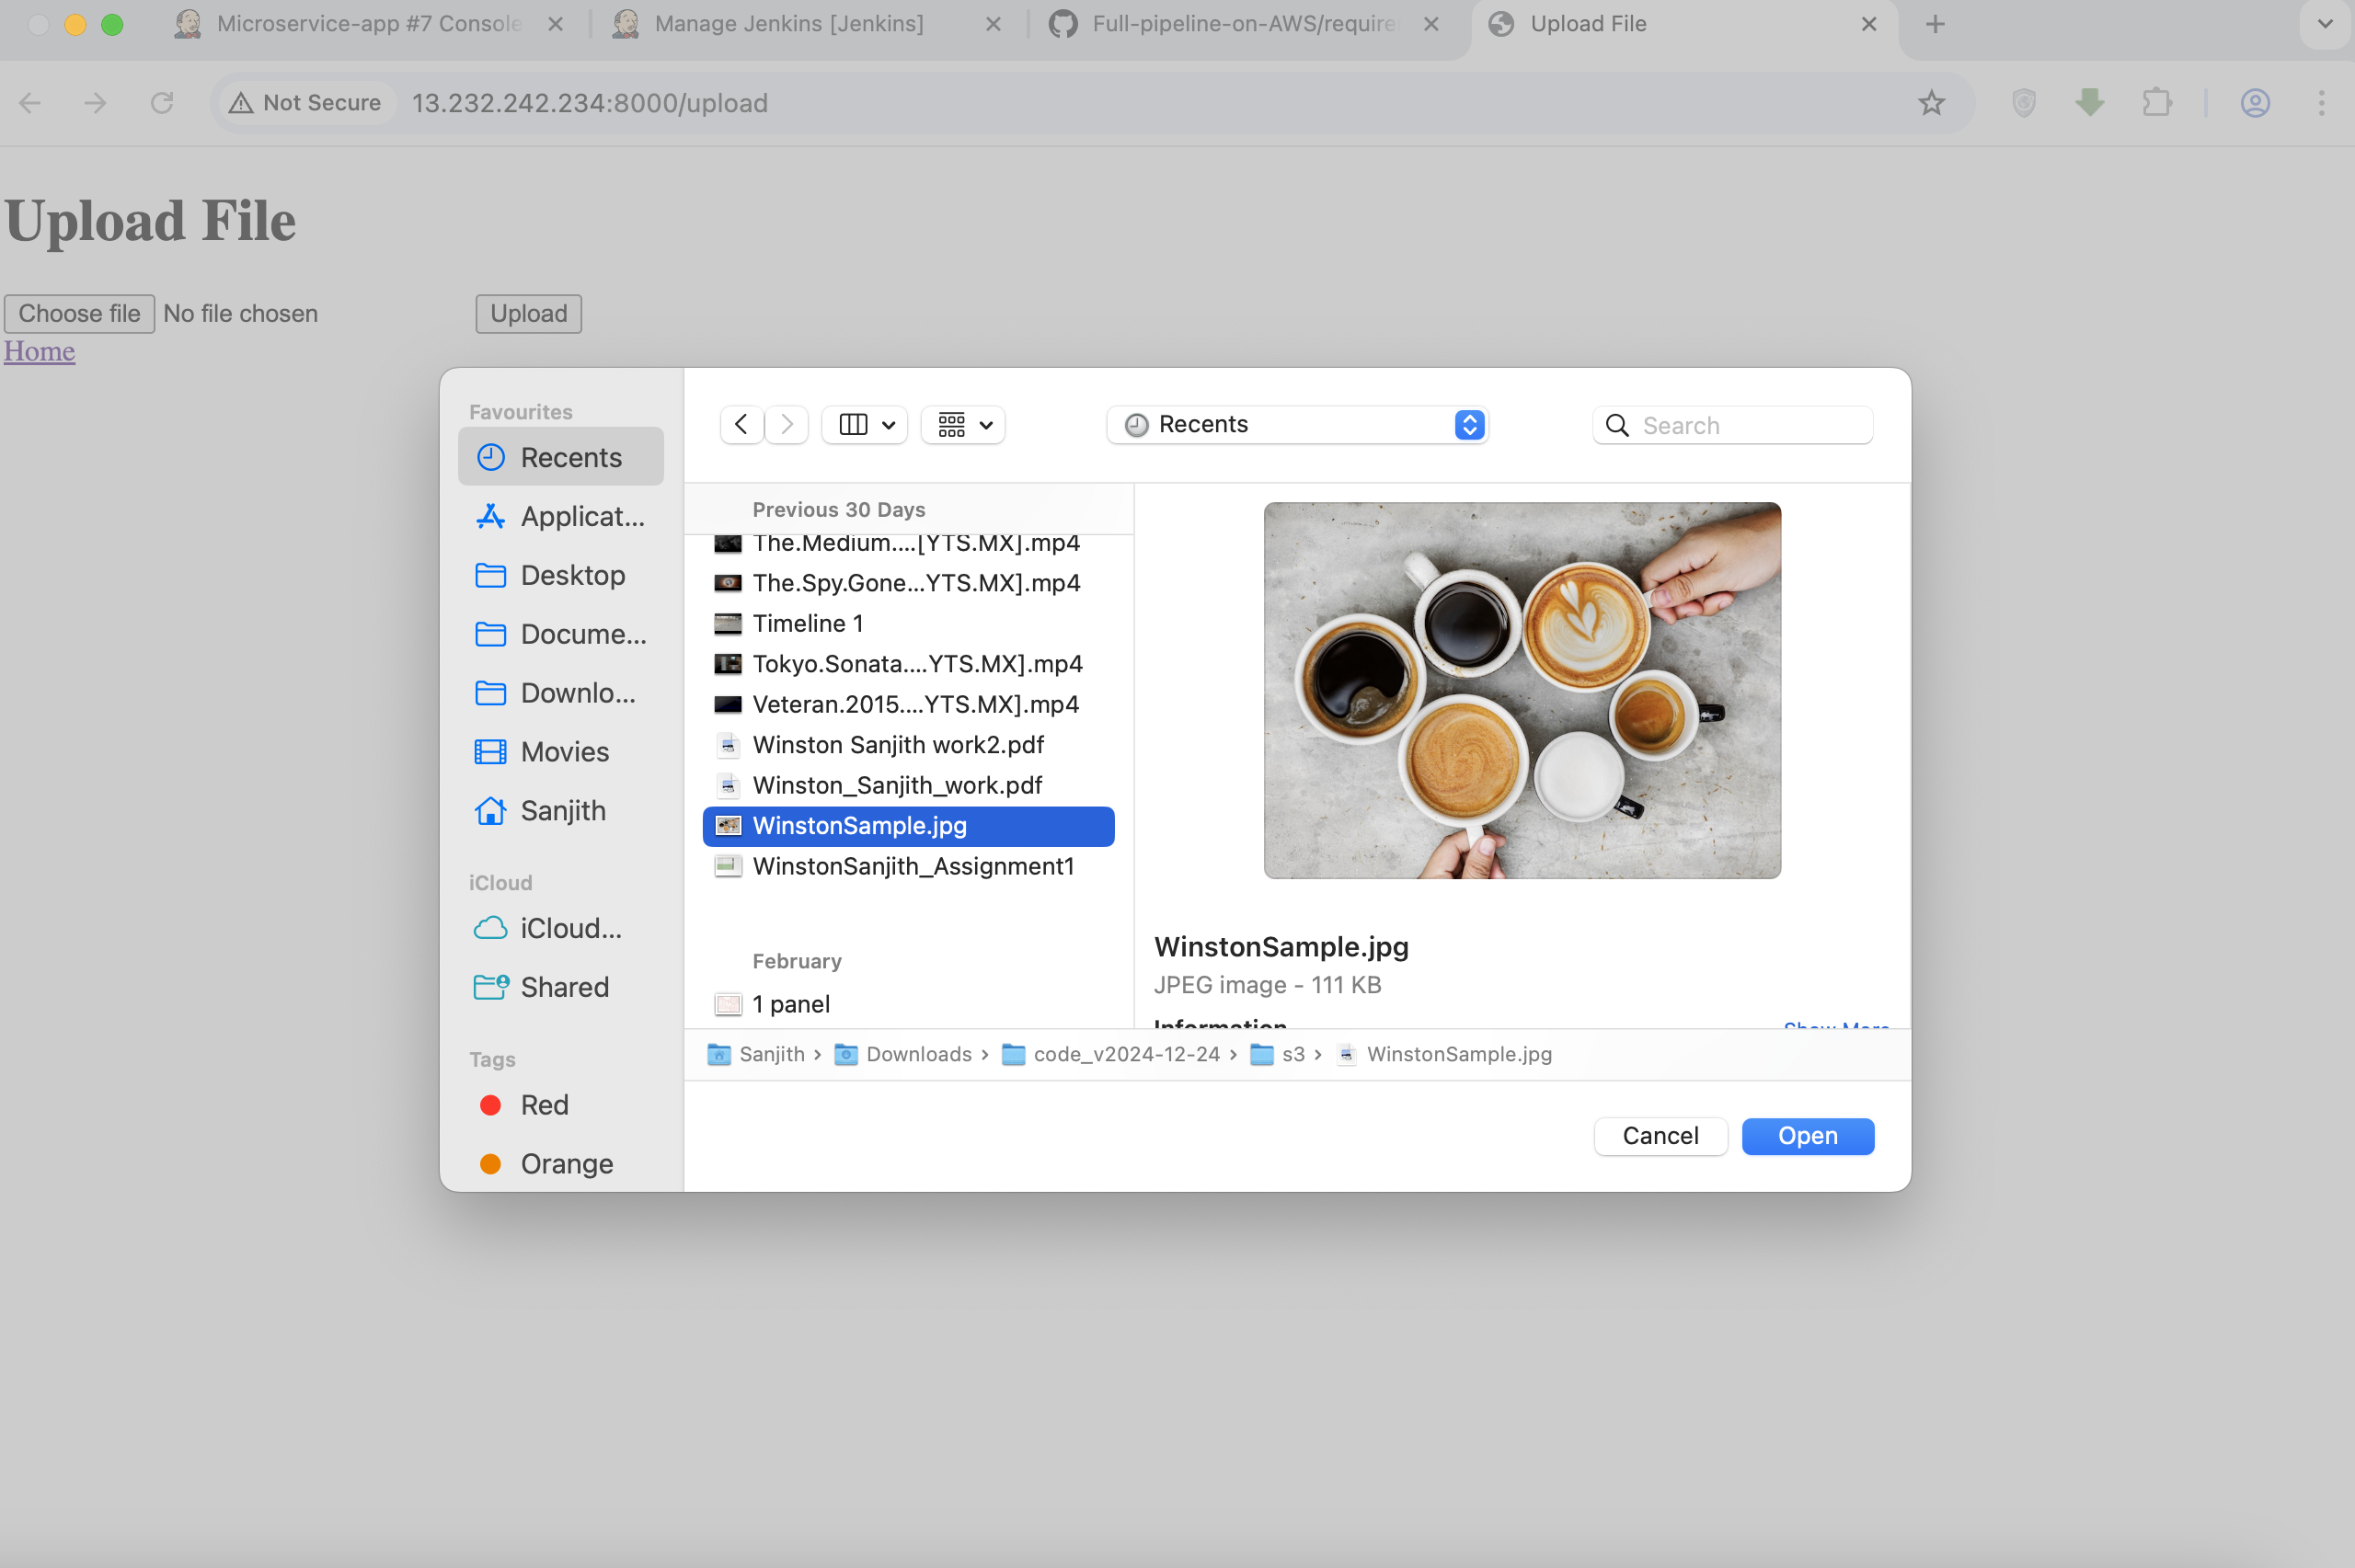 Microservice-app #7 Console
Manage Jenkins [Jenkins]
Full-pipeline-on-AWS/require
Upload File
Not Secure
13.232.242.234:8000/upload
Upload File
Choose file No file chosen
Upload
Home
Favourites
Recents
Applicat...
Desktop
Docume...
Downlo...
Movies
Sanjith
iCloud
iCloud...
Shared
Tags
Red
Orange
Recents
Search
Previous 30 Days
The.Medium....[YTS.MX].mp4
The.Spy.Gone...YTS.MX].mp4
Timeline 1
Tokyo.Sonata....YTS.MX].mp4
Veteran.2015....YTS.MX].mp4
Winston Sanjith work2.pdf
Winston_Sanjith_work.pdf
WinstonSample.jpg
WinstonSanjith_Assignment1
February
1 panel
WinstonSample.jpg
JPEG image - 111 KB
Information
Show More
Sanjith › Downloads › code_v2024-12-24 › s3 › WinstonSample.jpg
Cancel
Open